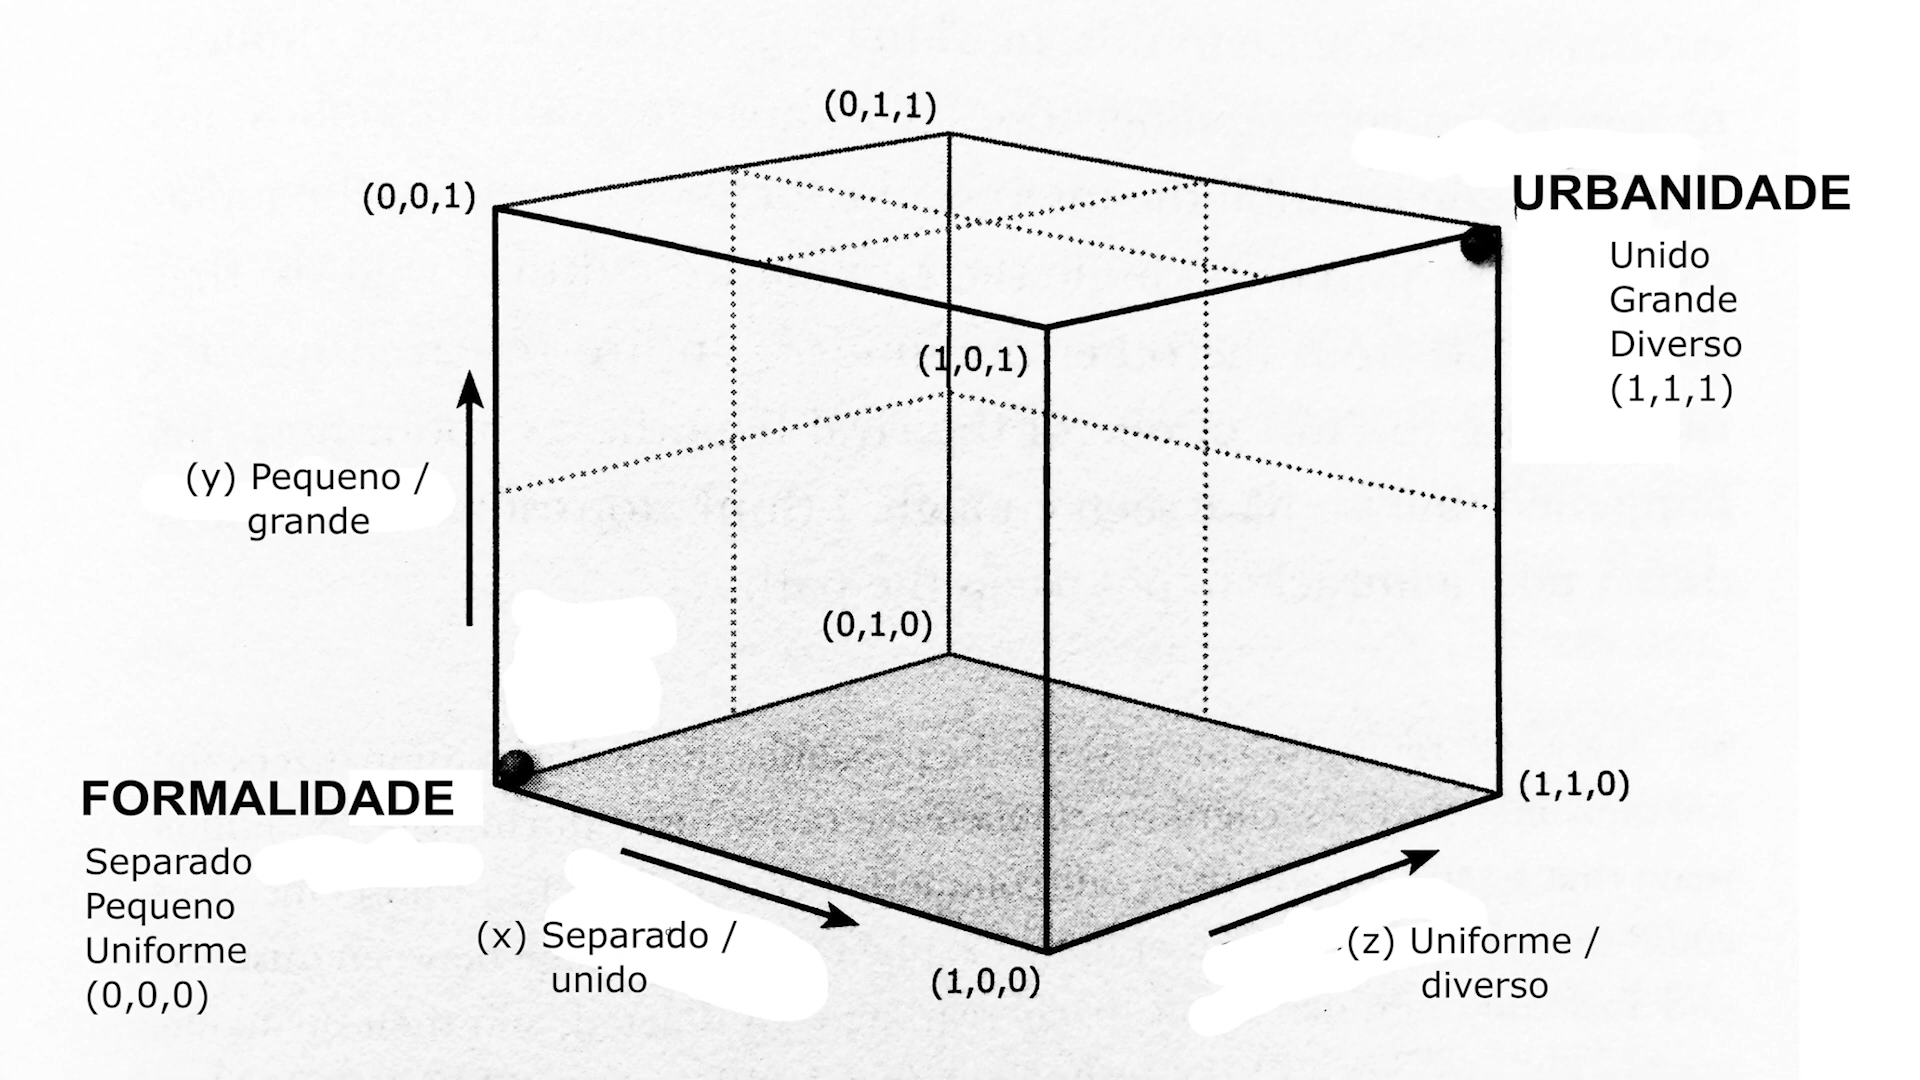 (0,1,1)
(0,0,1)
URBANIDADE
Unido
Grande
Diverso
(1,1,1)
(1,0,1)
(y) Pequeno /
grande
(0,1,0)
(1,1,0)
FORMALIDADE
Separado
Pequeno
Uniforme
(0,0,0)
(x) Separado /
unido
(1,0,0)
(z) Uniforme /
diverso